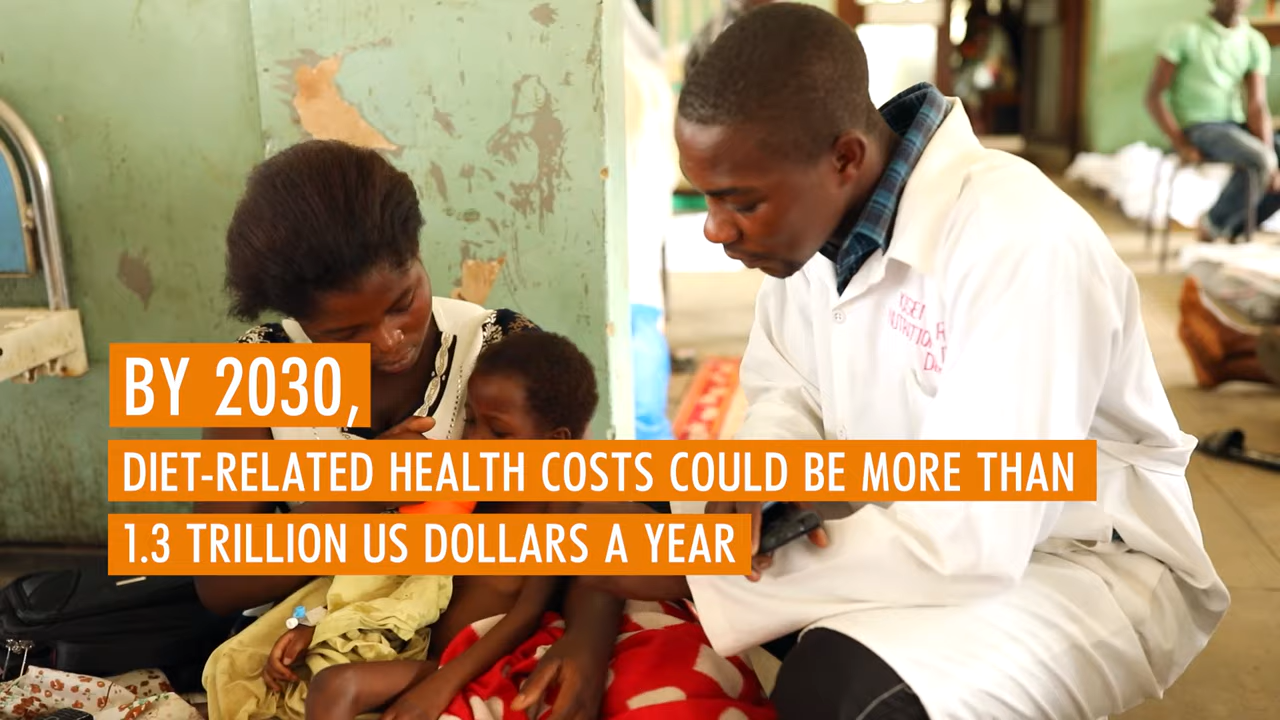 BY 2030,
DIET-RELATED HEALTH COSTS COULD BE MORE THAN
1.3 TRILLION US DOLLARS A YEAR